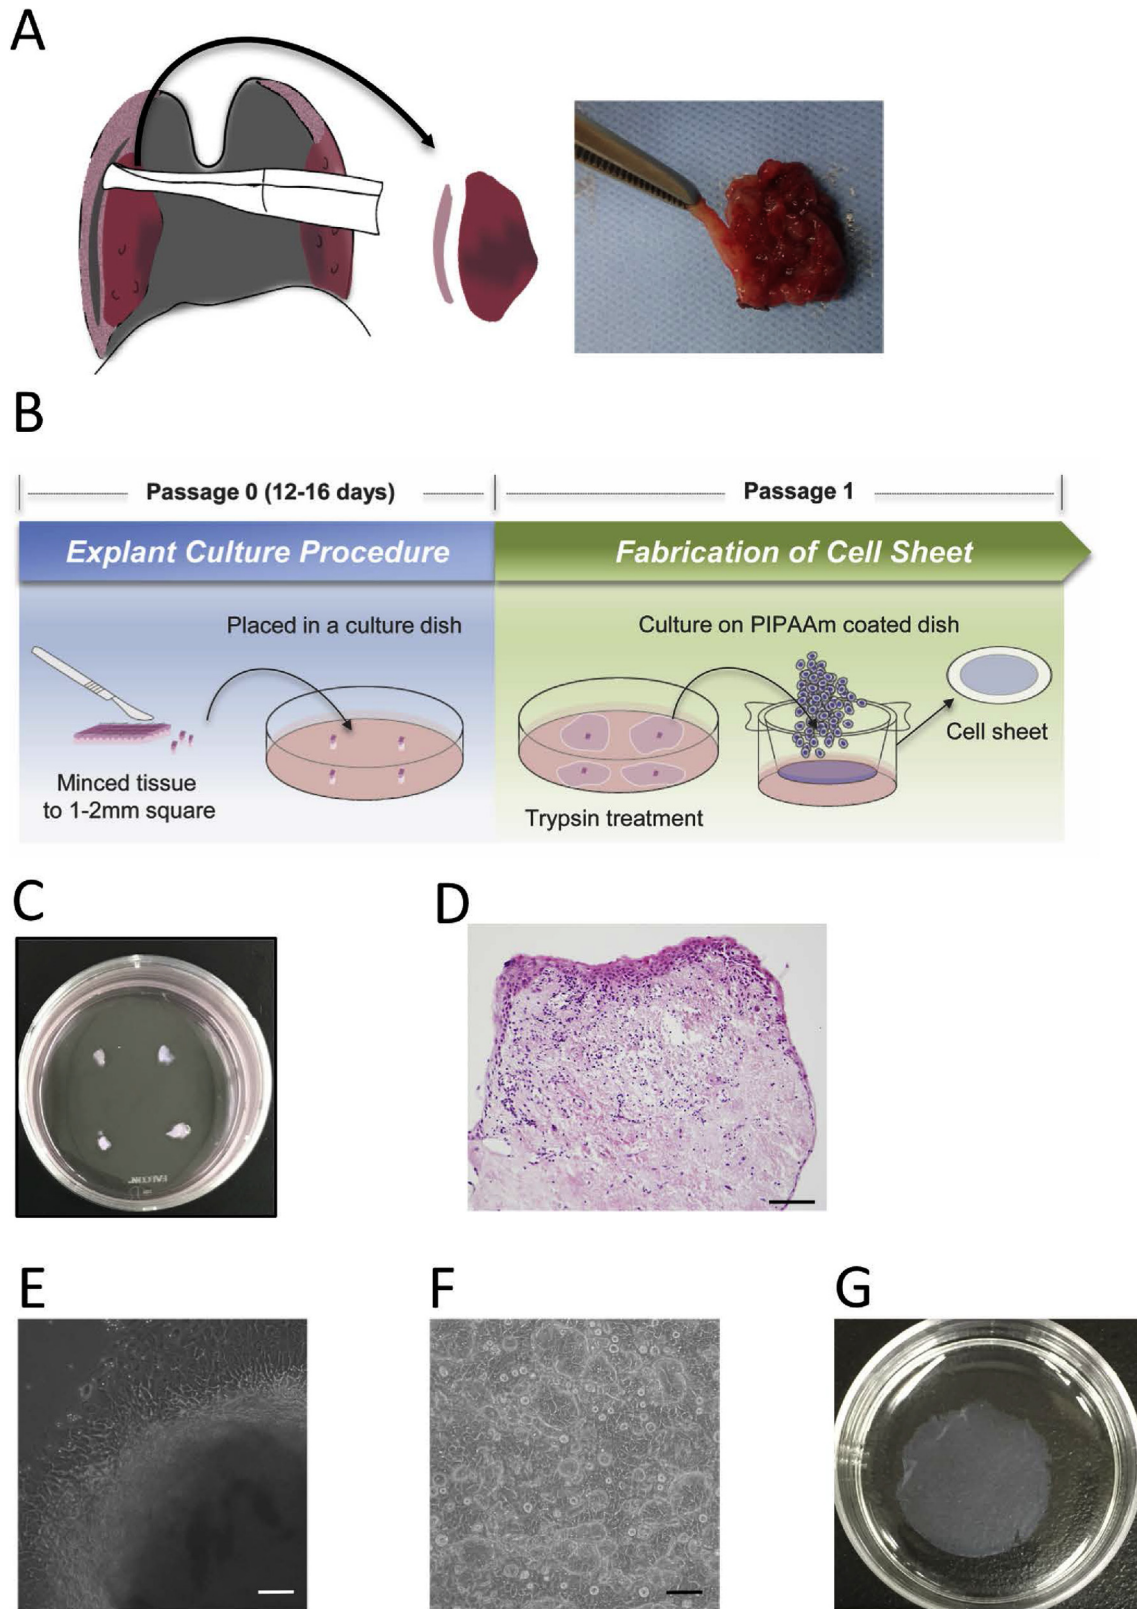 A
B
Passage 0 (12-16 days)
Passage 1
Explant Culture Procedure
Fabrication of Cell Sheet
Placed in a culture dish
Culture on PIPAAm coated dish
Cell sheet
Minced tissue
to 1-2mm square
Trypsin treatment
C
D
FALCON
E
F
G